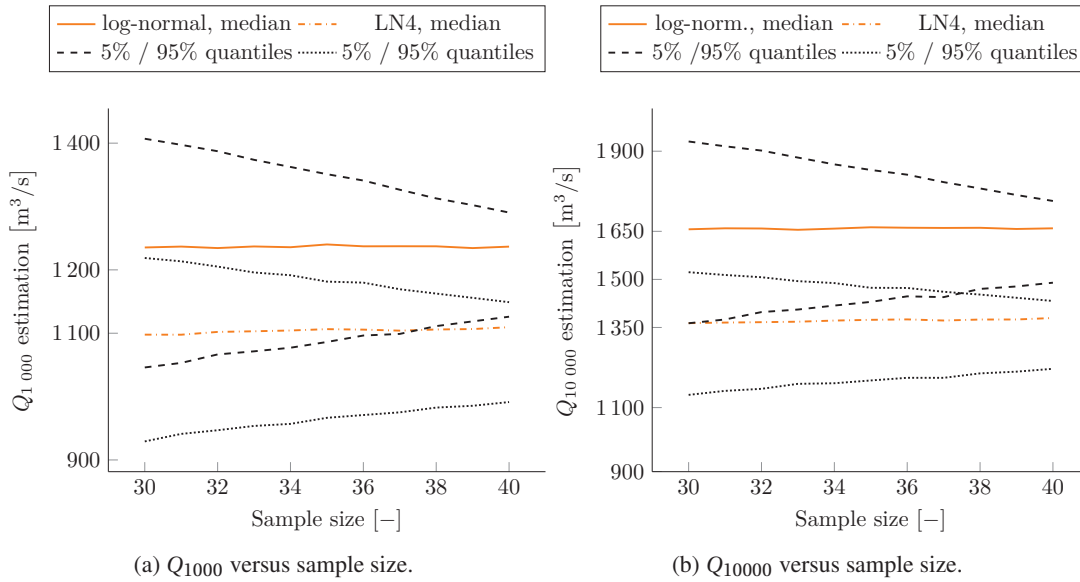 log-normal, median LN4, median
5% / 95% quantiles 5% / 95% quantiles
Q1 000 estimation [m³/s]
1 400
1 200
1 100
900
30 32 34 36 38 40
Sample size [−]
(a) Q1000 versus sample size.
log-norm., median LN4, median
5% /95% quantiles 5% / 95% quantiles
Q10 000 estimation [m³/s]
1 900
1 650
1 500
1 350
1 100
900
30 32 34 36 38 40
Sample size [−]
(b) Q10000 versus sample size.